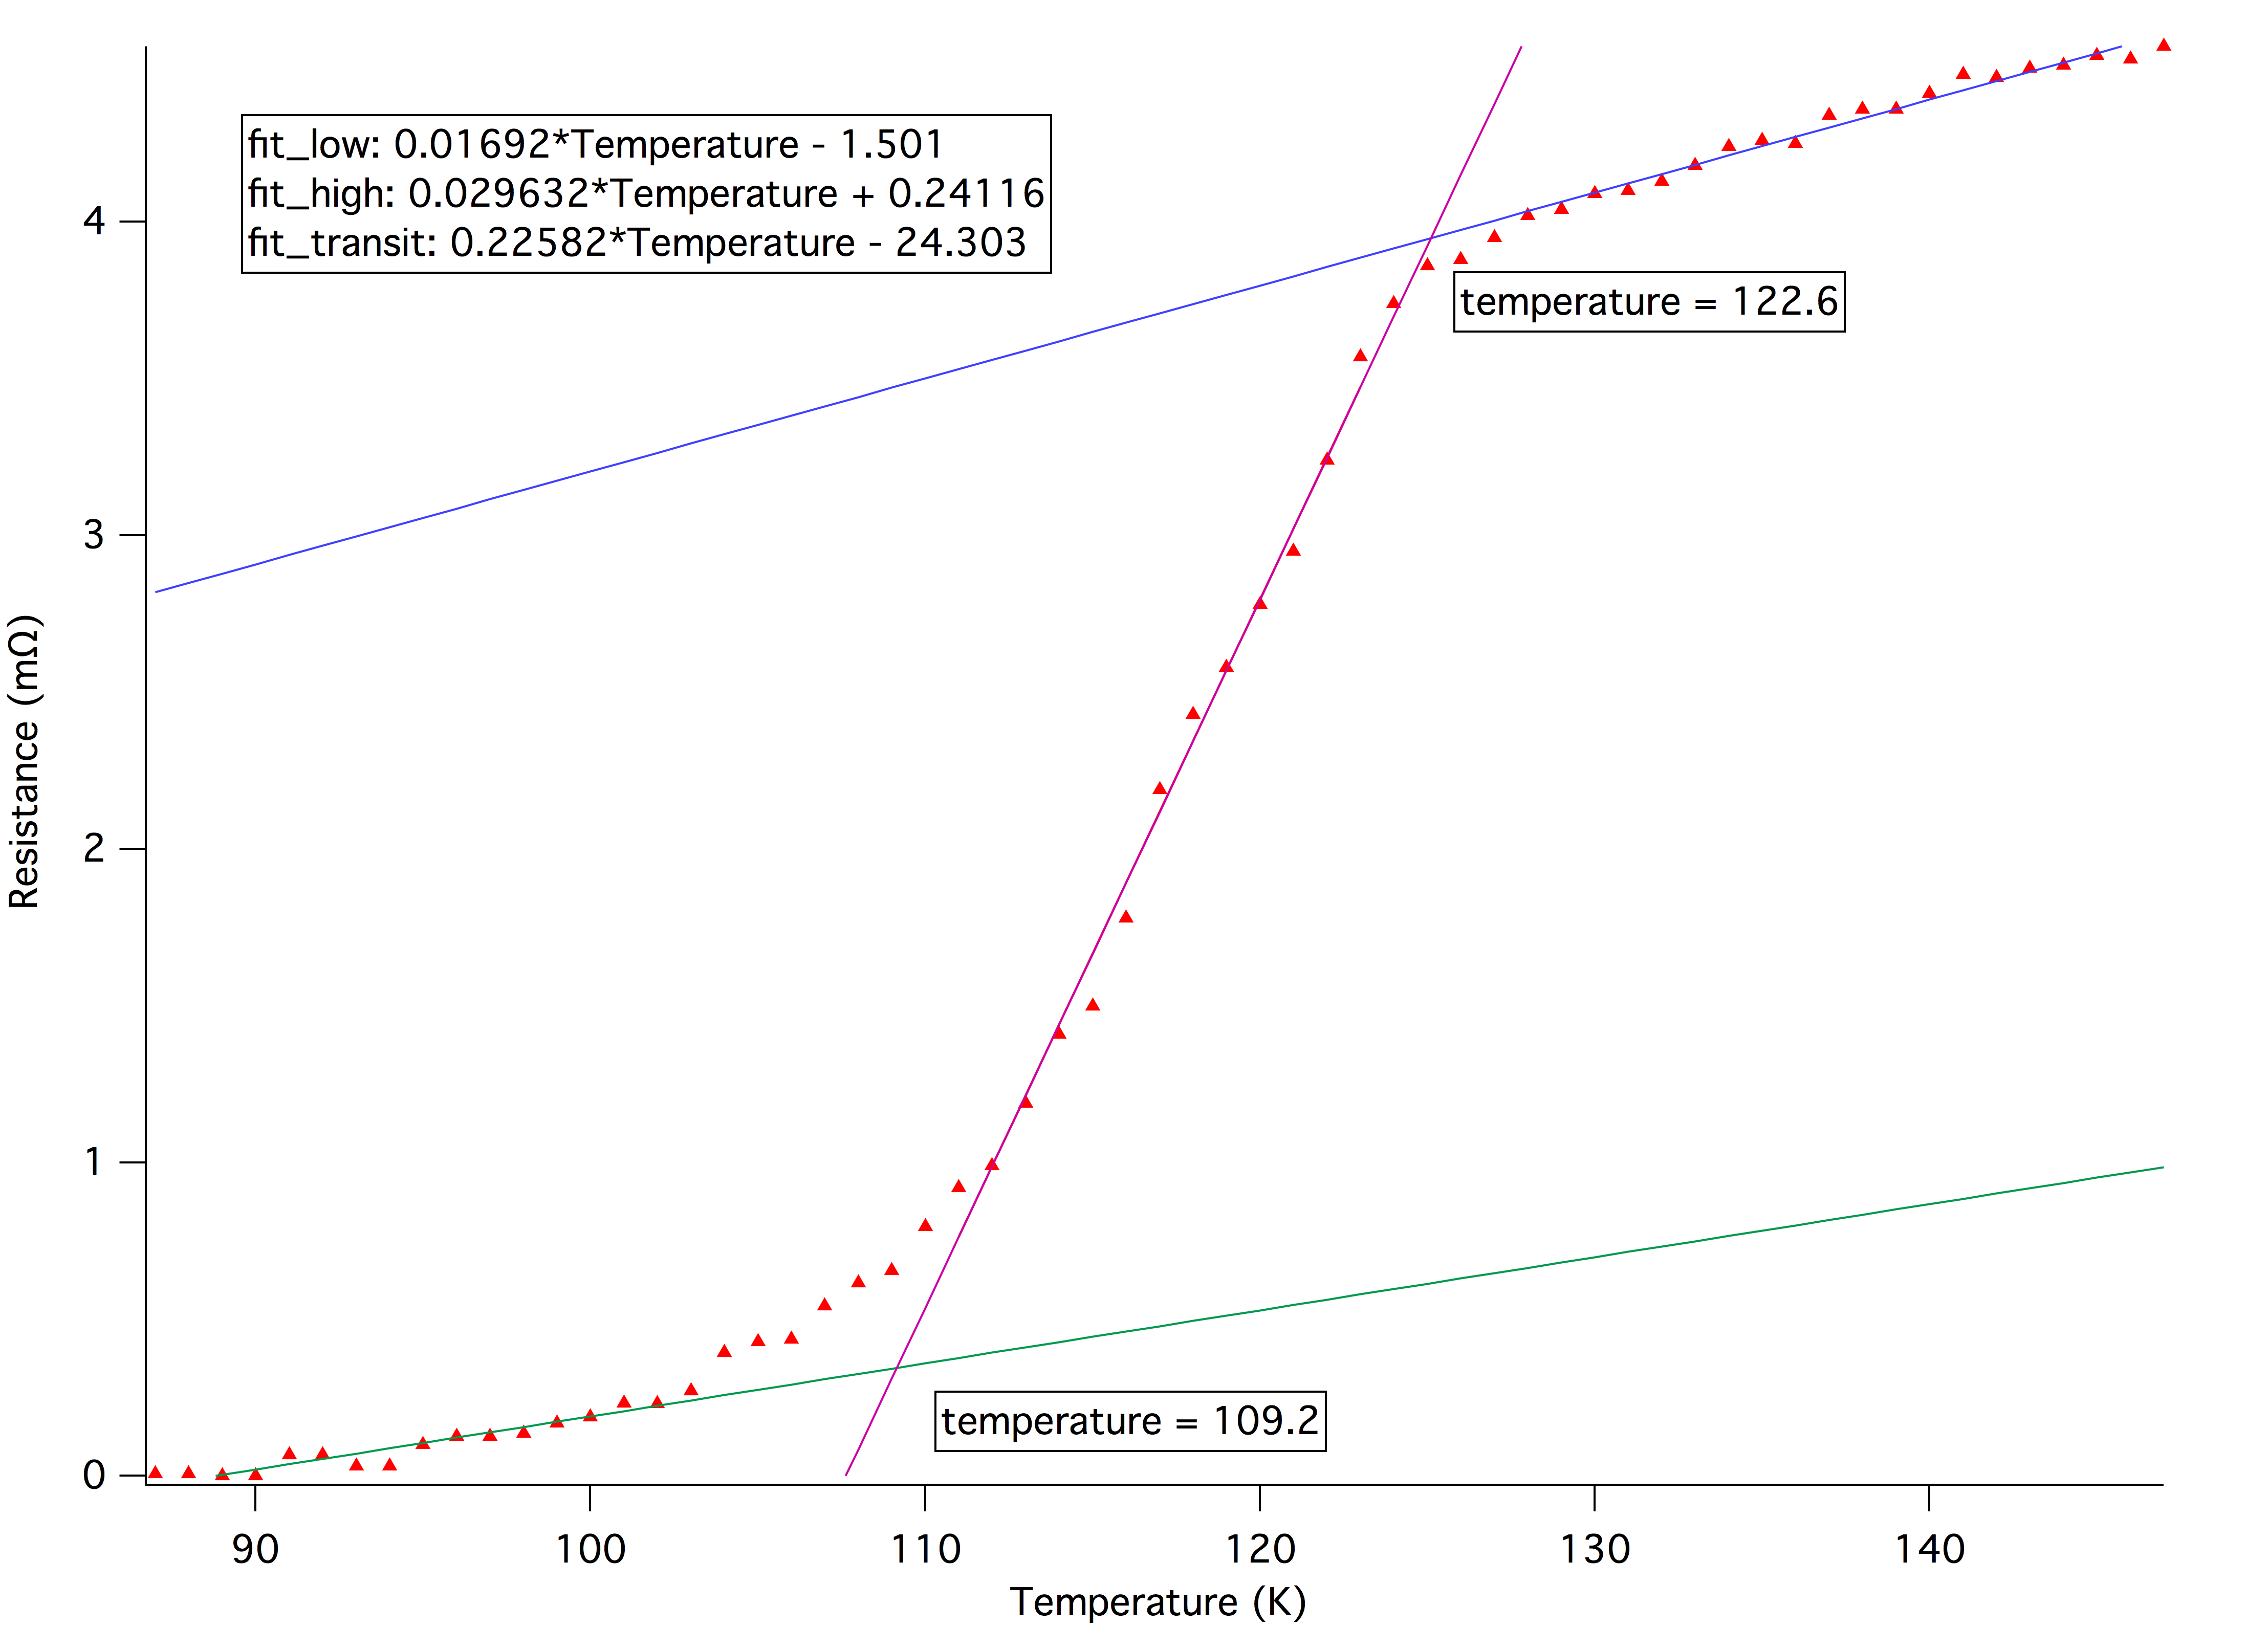 fit_low: 0.01692*Temperature - 1.501
fit_high: 0.029632*Temperature + 0.24116
fit_transit: 0.22582*Temperature - 24.303
temperature = 122.6
temperature = 109.2
Resistance (mΩ)
4
3
2
1
0
90 100 110 120 130 140
Temperature (K)